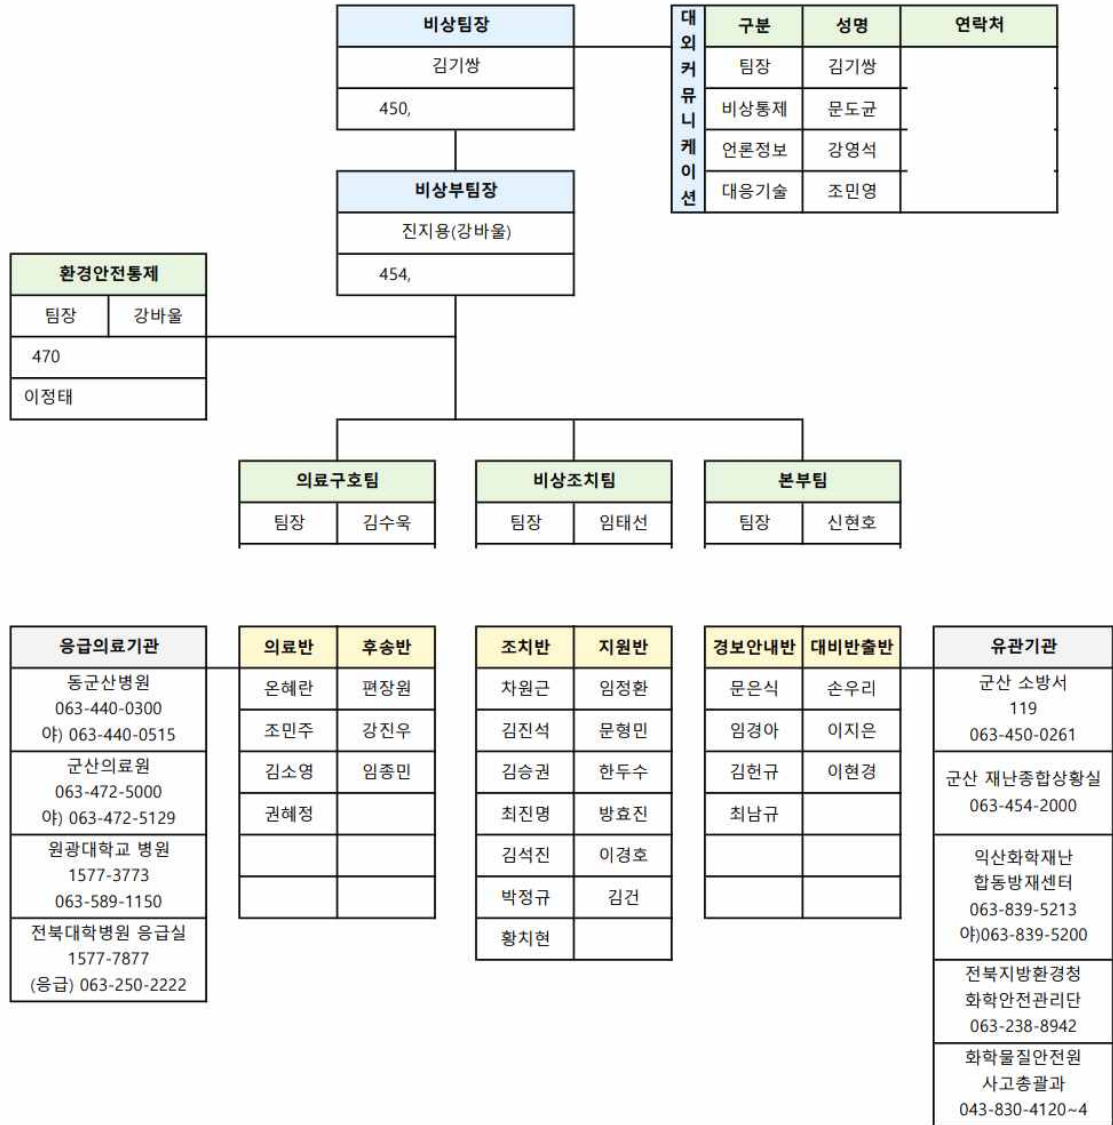 비상팀장
김기쌍
450,
대외커뮤니케이션
구분 성명 연락처
팀장 김기쌍
비상통제 문도균
언론정보 강영석
대응기술 조민영
비상부팀장
진지용(강바울)
454,
환경안전통제
팀장 강바울
470
이정태
의료구호팀
팀장 김수욱
비상조치팀
팀장 임태선
본부팀
팀장 신현호
응급의료기관
동군산병원
063-440-0300
야) 063-440-0515
군산의료원
063-472-5000
야) 063-472-5129
원광대학교 병원
1577-3773
063-589-1150
전북대학병원 응급실
1577-7877
(응급) 063-250-2222
의료반 후송반
온혜란 편장원
조민주 강진우
김소영 임종민
권혜정
조치반 지원반
차원근 임정환
김진석 문형민
김승권 한두수
최진명 방효진
김석진 이경호
박정규 김건
황치현
경보안내반 대비반출반
문은식 손우리
임경아 이지은
김헌규 이현경
최남규
유관기관
군산 소방서
119
063-450-0261
군산 재난종합상황실
063-454-2000
익산화학재난
합동방재센터
063-839-5213
야)063-839-5200
전북지방환경청
화학안전관리단
063-238-8942
화학물질안전원
사고총괄과
043-830-4120~4